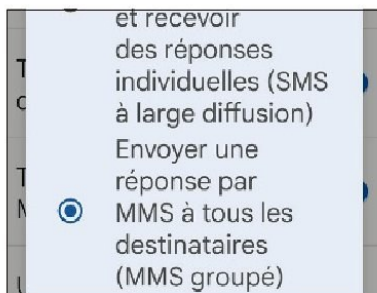 et recevoir
des réponses
individuelles (SMS
à large diffusion)
Envoyer une
réponse par
MMS à tous les
destinataires
(MMS groupé)